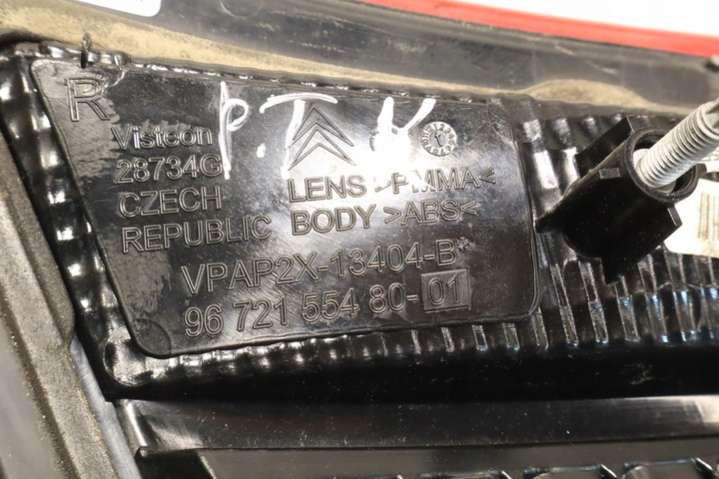 R
P.T.K
Visteon
28734G
CZECH
REPUBLIC
LENS >PMMA<
BODY >ABS<
VPAP2X-13404-B*
96 721 554 80-01